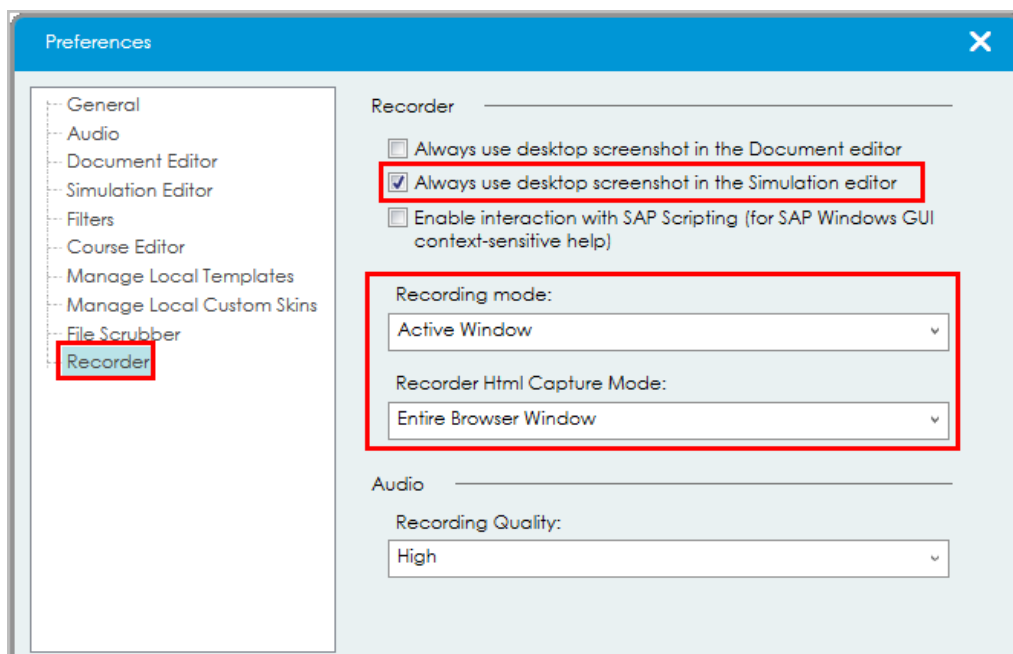 Preferences
General
Audio
Document Editor
Simulation Editor
Filters
Course Editor
Manage Local Templates
Manage Local Custom Skins
File Scrubber
Recorder
Recorder
Always use desktop screenshot in the Document editor
Always use desktop screenshot in the Simulation editor
Enable interaction with SAP Scripting (for SAP Windows GUI
context-sensitive help)
Recording mode:
Active Window
Recorder Html Capture Mode:
Entire Browser Window
Audio
Recording Quality:
High